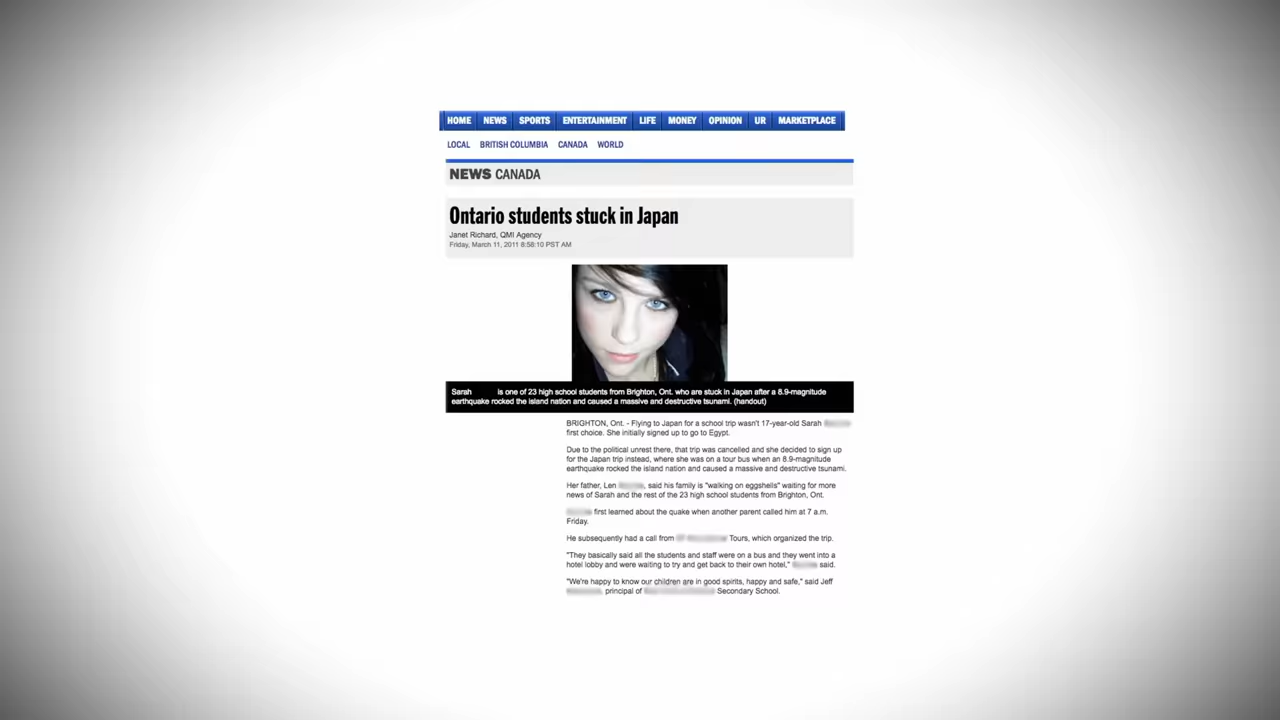 HOME NEWS SPORTS ENTERTAINMENT LIFE MONEY OPINION UR MARKETPLACE
LOCAL BRITISH COLUMBIA CANADA WORLD
NEWS CANADA
Ontario students stuck in Japan
Janet Richard, QMI Agency
Friday, March 11, 2011 8:58:10 PST AM
Sarah is one of 23 high school students from Brighton, Ont. who are stuck in Japan after a 8.9-magnitude
earthquake rocked the island nation and caused a massive and destructive tsunami. (handout)
BRIGHTON, Ont. - Flying to Japan for a school trip wasn't 17-year-old Sarah
first choice. She initially signed up to go to Egypt.
Due to the political unrest there, that trip was cancelled and she decided to sign up
for the Japan trip instead, where she was on a tour bus when an 8.9-magnitude
earthquake rocked the island nation and caused a massive and destructive tsunami.
Her father, Len , said his family is "walking on eggshells" waiting for more
news of Sarah and the rest of the 23 high school students from Brighton, Ont.
first learned about the quake when another parent called him at 7 a.m.
Friday.
He subsequently had a call from Tours, which organized the trip.
"They basically said all the students and staff were on a bus and they went into a
hotel lobby and were waiting to try and get back to their own hotel," said.
"We're happy to know our children are in good spirits, happy and safe," said Jeff
, principal of Secondary School.